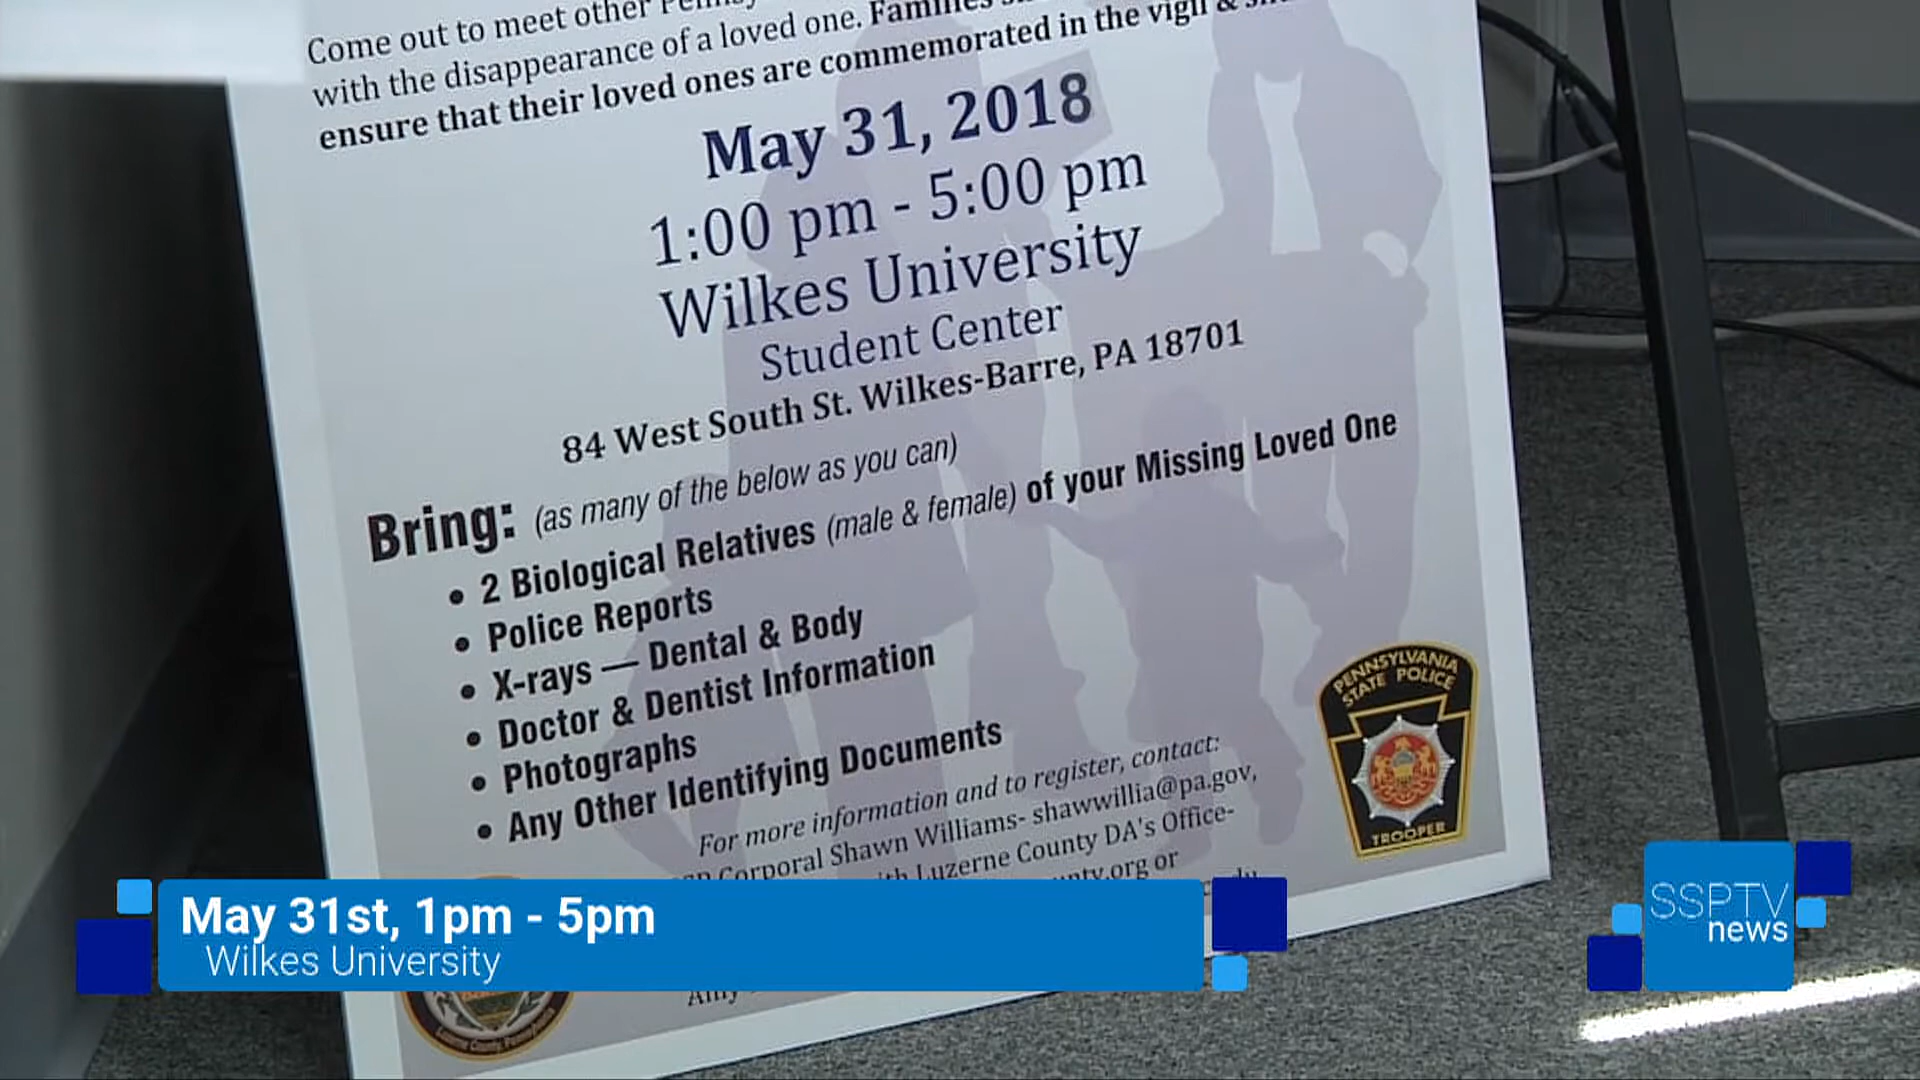 Come out to meet other
with the disappearance of a loved one. Families
ensure that their loved ones are commemorated in the vigil &
May 31, 2018
1:00 pm - 5:00 pm
Wilkes University
Student Center
84 West South St. Wilkes-Barre, PA 18701
Bring: (as many of the below as you can)
• 2 Biological Relatives (male & female) of your Missing Loved One
• Police Reports
• X-rays — Dental & Body
• Doctor & Dentist Information
• Photographs
• Any Other Identifying Documents
For more information and to register, contact:
Corporal Shawn Williams- shawwillia@pa.gov,
Luzerne County DA's Office-
or
PENNSYLVANIA
STATE POLICE
TROOPER
May 31st, 1pm - 5pm
Wilkes University
SSPTV
news
Luzerne County, Pennsylvania